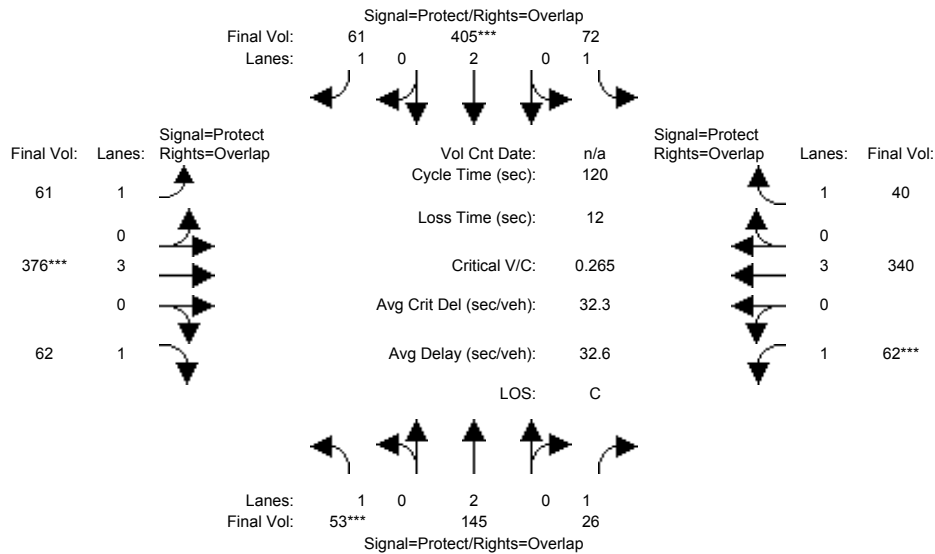 Signal=Protect/Rights=Overlap
Final Vol: 61 405*** 72
Lanes: 1 0 2 0 1
Signal=Protect
Final Vol: Lanes: Rights=Overlap
Vol Cnt Date: n/a
Signal=Protect
Rights=Overlap Lanes: Final Vol:
Cycle Time (sec): 120
61 1
1 40
Loss Time (sec): 12
0
0
376*** 3
Critical V/C: 0.265
3 340
0
Avg Crit Del (sec/veh): 32.3
0
62 1
Avg Delay (sec/veh): 32.6
1 62***
LOS: C
Lanes: 1 0 2 0 1
Final Vol: 53*** 145 26
Signal=Protect/Rights=Overlap